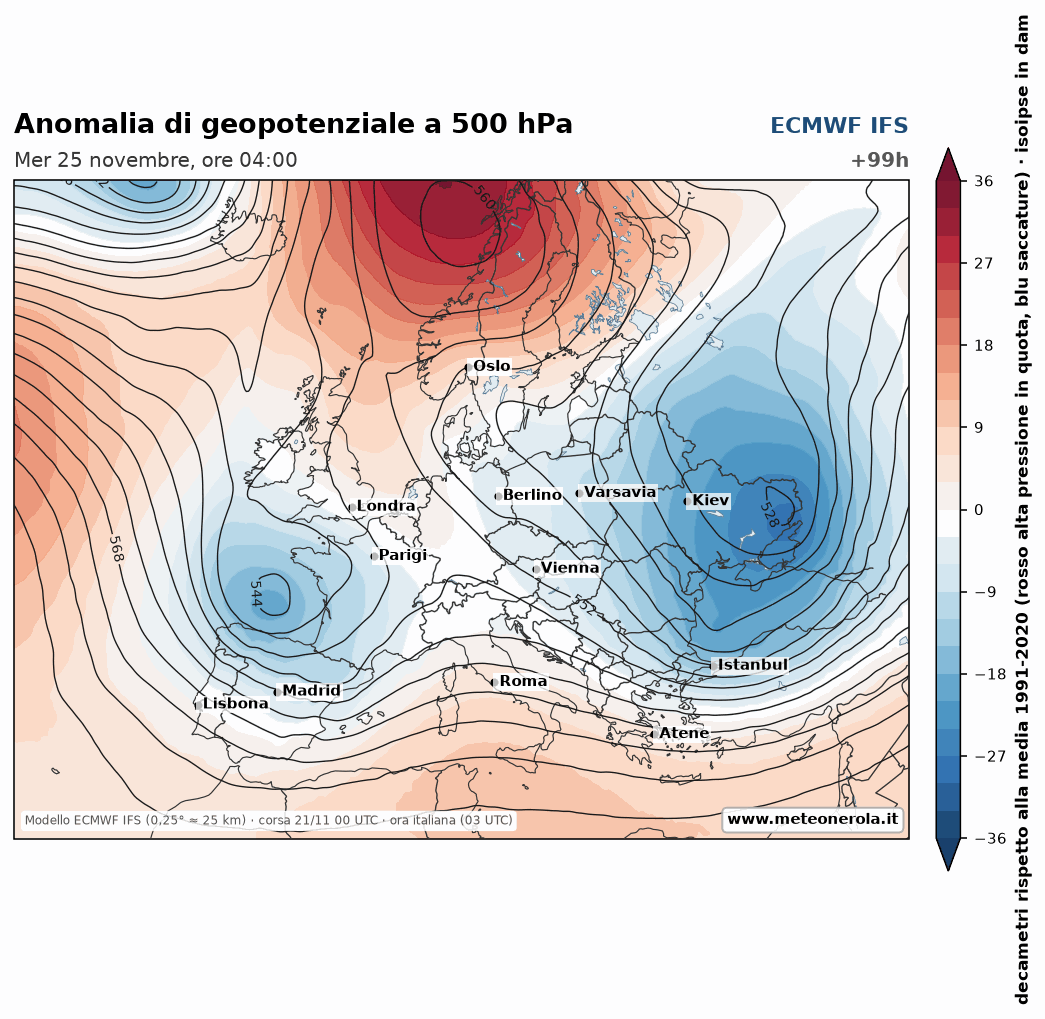 Anomalia di geopotenziale a 500 hPa
ECMWF IFS
Mer 25 novembre, ore 04:00
+99h
560
Oslo
Berlino
Varsavia
Kiev
Londra
528
568
Parigi
Vienna
544
Istanbul
Madrid
Roma
Lisbona
Atene
Modello ECMWF IFS (0,25° ≈ 25 km) · corsa 21/11 00 UTC · ora italiana (03 UTC)
www.meteonerola.it
36
27
18
9
0
−9
−18
−27
−36
decametri rispetto alla media 1991-2020 (rosso alta pressione in quota, blu saccature) · isoipse in dam